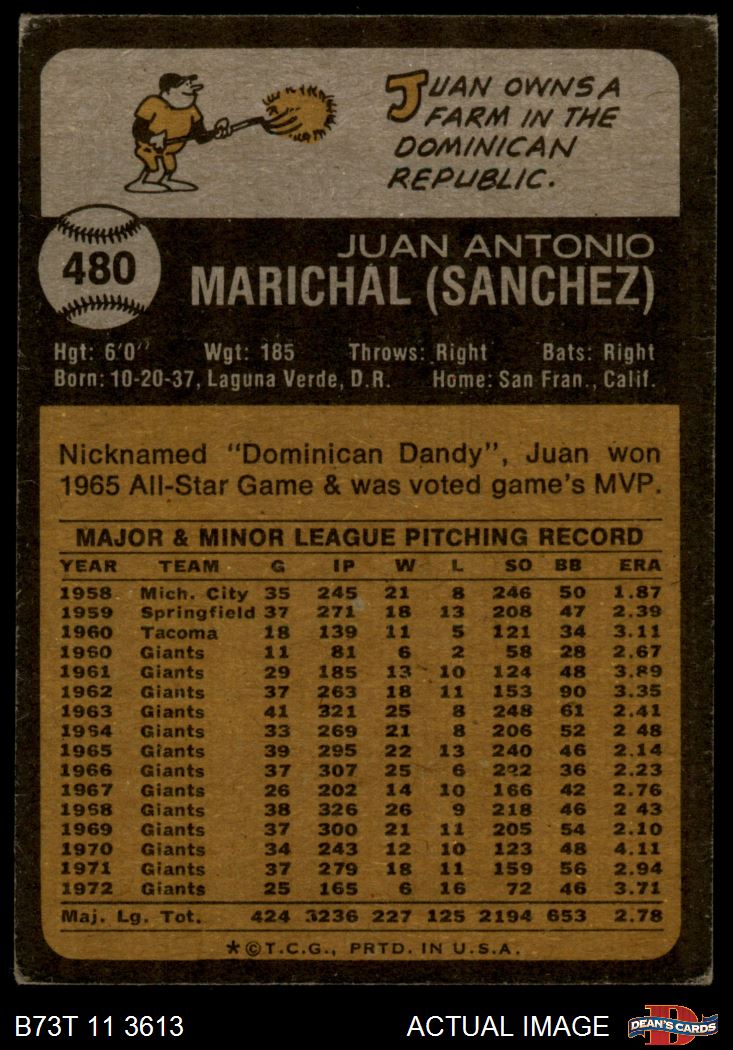 JUAN OWNS A
FARM IN THE
DOMINICAN
REPUBLIC.
480
JUAN ANTONIO
MARICHAL (SANCHEZ)
Hgt: 6'0" Wgt: 185 Throws: Right Bats: Right
Born: 10-20-37, Laguna Verde, D.R. Home: San Fran., Calif.
Nicknamed "Dominican Dandy", Juan won
1965 All-Star Game & was voted game's MVP.
MAJOR & MINOR LEAGUE PITCHING RECORD
YEAR TEAM G IP W L SO BB ERA
1958 Mich. City 35 245 21 8 246 50 1.87
1959 Springfield 37 271 18 13 208 47 2.39
1960 Tacoma 18 139 11 5 121 34 3.11
1960 Giants 11 81 6 2 58 28 2.67
1961 Giants 29 185 13 10 124 48 3.89
1962 Giants 37 263 18 11 153 90 3.35
1963 Giants 41 321 25 8 248 61 2.41
1964 Giants 33 269 21 8 206 52 2 48
1965 Giants 39 295 22 13 240 46 2.14
1966 Giants 37 307 25 6 222 36 2.23
1967 Giants 26 202 14 10 166 42 2.76
1968 Giants 38 326 26 9 218 46 2 43
1969 Giants 37 300 21 11 205 54 2.10
1970 Giants 34 243 12 10 123 48 4.11
1971 Giants 37 279 18 11 159 56 2.94
1972 Giants 25 165 6 16 72 46 3.71
Maj. Lg. Tot. 424 3236 227 125 2194 653 2.78
*©T.C.G., PRTD. IN U.S.A.
B73T 11 3613 ACTUAL IMAGE D DEAN'S CARDS